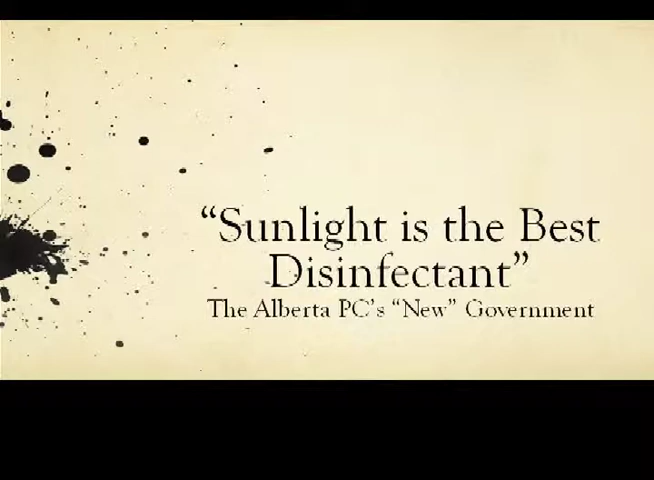 “Sunlight is the Best
Disinfectant”
The Alberta PC’s “New” Government